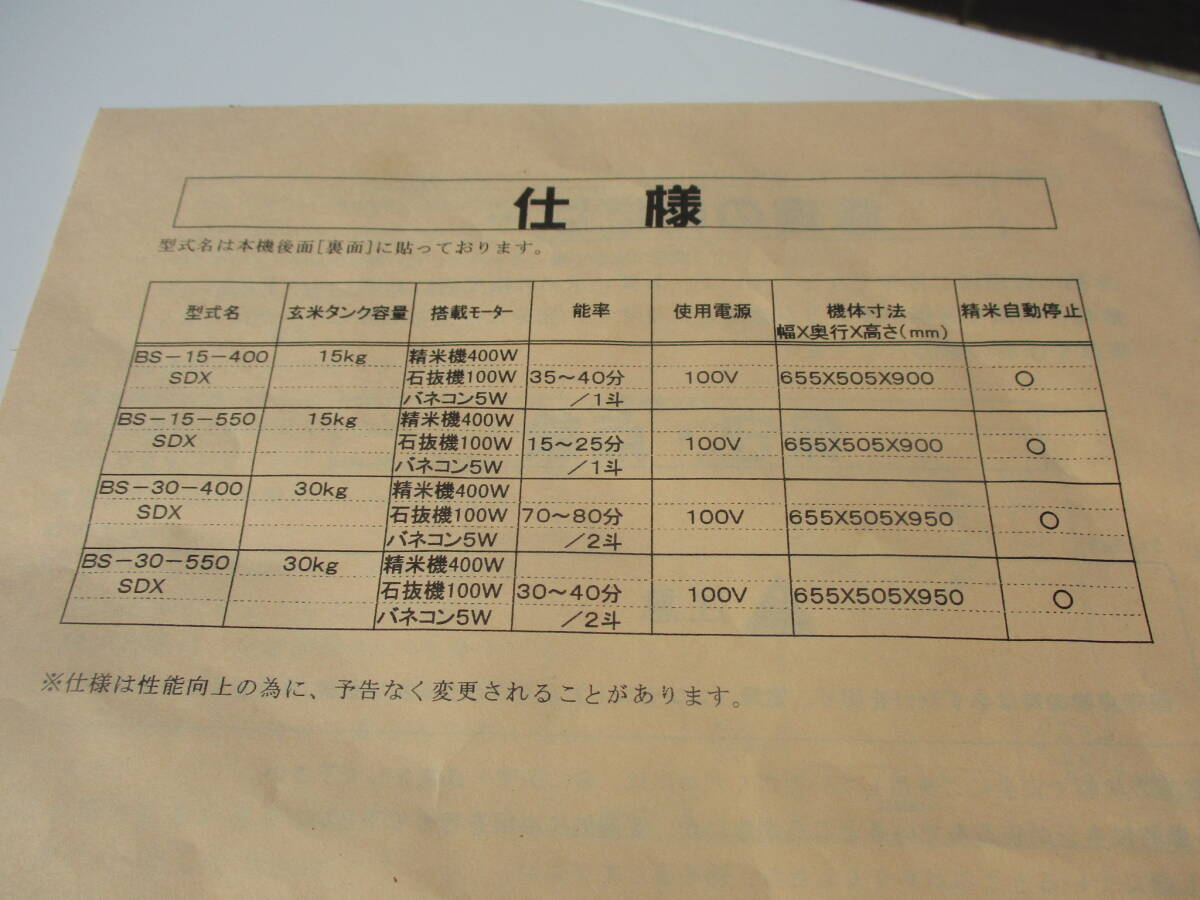 仕 様
型式名は本機後面[裏面]に貼っております。
型式名 玄米タンク容量 搭載モーター 能率 使用電源 機体寸法 精米自動停止
幅X奥行X高さ(mm)
BS-15-400 15kg 精米機400W
SDX 石抜機100W 35～40分 100V 655X505X900 ○
バネコン5W /1斗
BS-15-550 15kg 精米機400W
SDX 石抜機100W 15～25分 100V 655X505X900 ○
バネコン5W /1斗
BS-30-400 30kg 精米機400W
SDX 石抜機100W 70～80分 100V 655X505X950 ○
バネコン5W /2斗
BS-30-550 30kg 精米機400W
SDX 石抜機100W 30～40分 100V 655X505X950 ○
バネコン5W /2斗
※仕様は性能向上の為に、予告なく変更されることがあります。